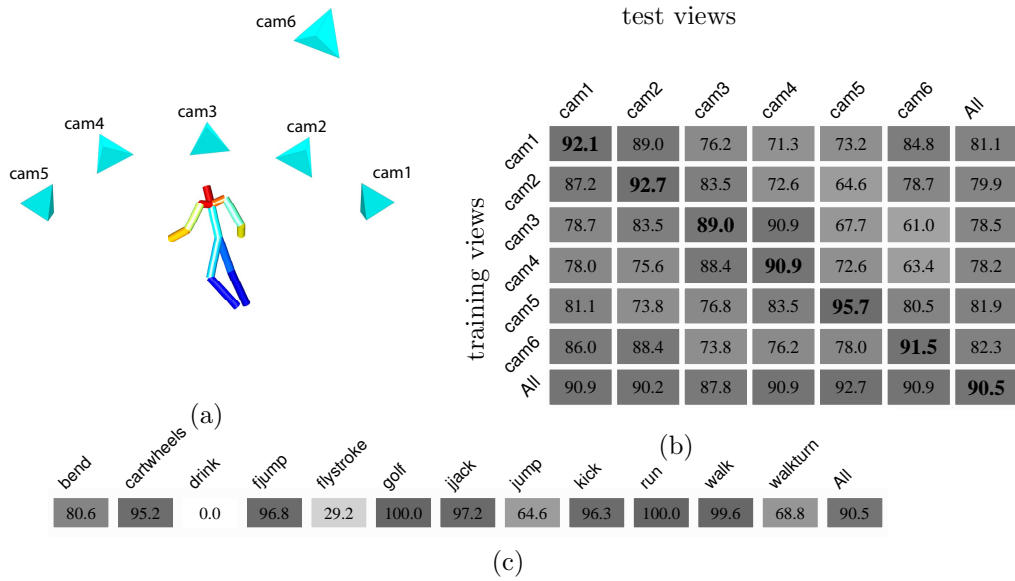 cam6
cam4
cam3
cam2
cam5
cam1
(a)
test views
cam1 cam2 cam3 cam4 cam5 cam6 All
training views
cam1 92.1 89.0 76.2 71.3 73.2 84.8 81.1
cam2 87.2 92.7 83.5 72.6 64.6 78.7 79.9
cam3 78.7 83.5 89.0 90.9 67.7 61.0 78.5
cam4 78.0 75.6 88.4 90.9 72.6 63.4 78.2
cam5 81.1 73.8 76.8 83.5 95.7 80.5 81.9
cam6 86.0 88.4 73.8 76.2 78.0 91.5 82.3
All 90.9 90.2 87.8 90.9 92.7 90.9 90.5
(b)
bend cartwheels drink fjump flystroke golf jjack jump kick run walk walkturn All
80.6 95.2 0.0 96.8 29.2 100.0 97.2 64.6 96.3 100.0 99.6 68.8 90.5
(c)